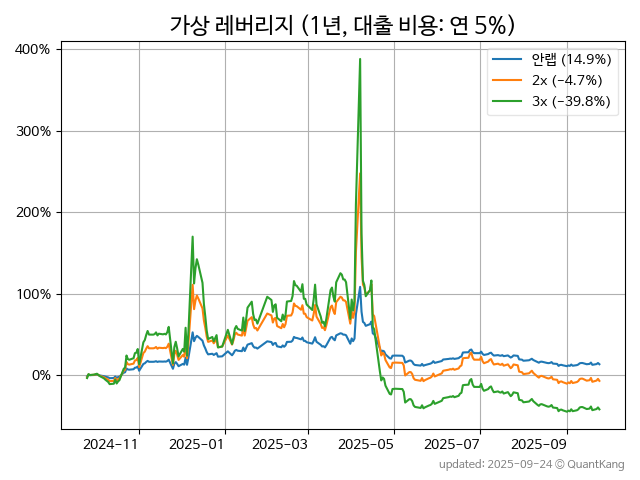 가상 레버리지 (1년, 대출 비용: 연 5%)
400%
300%
200%
100%
0%
안랩 (14.9%)
2x (−4.7%)
3x (−39.8%)
2024-11 2025-01 2025-03 2025-05 2025-07 2025-09
updated: 2025-09-24 © QuantKang